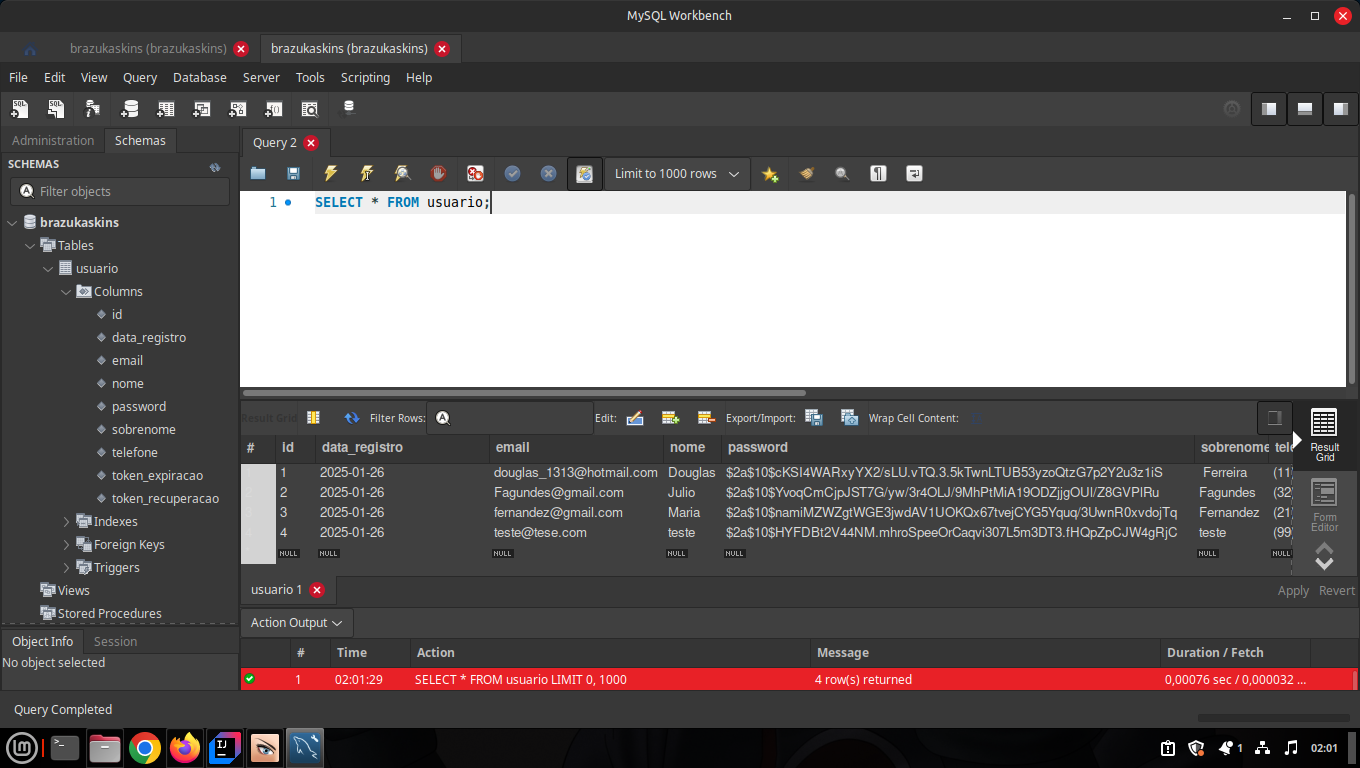 MySQL Workbench
brazukaskins (brazukaskins) brazukaskins (brazukaskins)
File Edit View Query Database Server Tools Scripting Help
Administration Schemas
SCHEMAS
Filter objects
brazukaskins
Tables
usuario
Columns
id
data_registro
email
nome
password
sobrenome
telefone
token_expiracao
token_recuperacao
Indexes
Foreign Keys
Triggers
Views
Stored Procedures
Object Info Session
No object selected
Query 2
Limit to 1000 rows
1 SELECT * FROM usuario;
Result Grid Filter Rows: Edit: Export/Import: Wrap Cell Content:
# id data_registro email nome password sobrenome tele
1 2025-01-26 douglas_1313@hotmail.com Douglas $2a$10$cKSI4WARxyYX2/sLU.vTQ.3.5kTwnLTUB53yzoQtzG7p2Y2u3z1iS Ferreira (11)
2 2025-01-26 Fagundes@gmail.com Julio $2a$10$YvoqCmCjpJST7G/yw/3r4OLJ/9MhPtMiA19ODZjjgOUI/Z8GVPIRu Fagundes (32)
3 2025-01-26 fernandez@gmail.com Maria $2a$10$namiMZWZgtWGE3jwdAV1UOKQx67tvejCYG5Yquq/3UwnR0xvdojTq Fernandez (21)
4 2025-01-26 teste@tese.com teste $2a$10$HYFDBt2V44NM.mhroSpeeOrCaqvi307L5m3DT3.fHQpZpCJW4gRjC teste (99)
NULL NULL NULL NULL NULL NULL NULL
Result
Grid
Form
Editor
usuario 1 Apply Revert
Action Output
# Time Action Message Duration / Fetch
1 02:01:29 SELECT * FROM usuario LIMIT 0, 1000 4 row(s) returned 0,00076 sec / 0,000032 ...
Query Completed
1 02:01